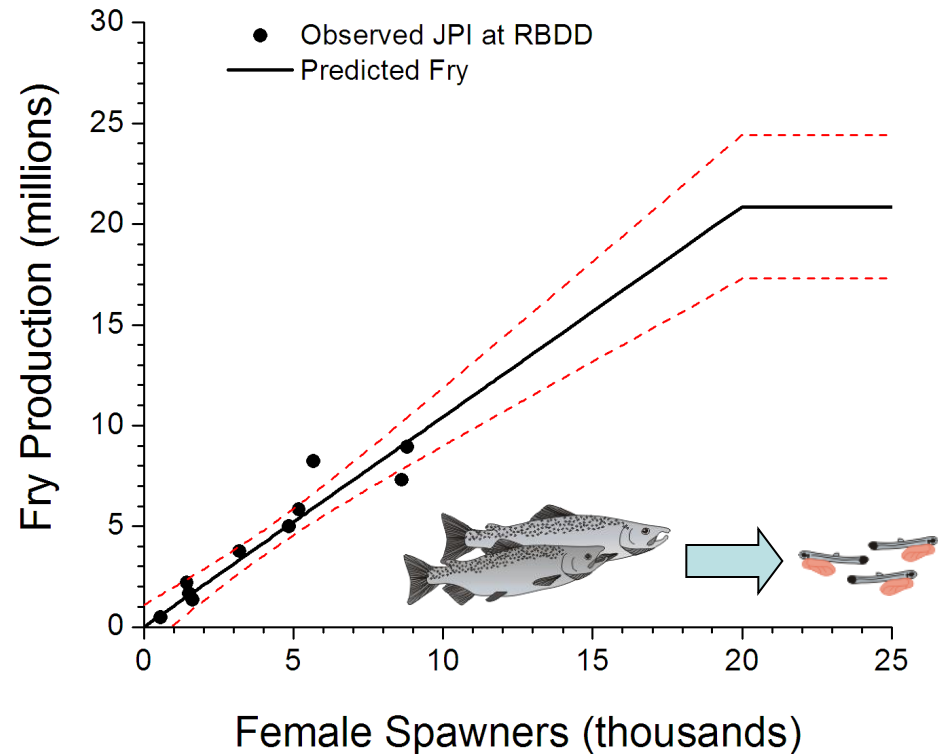 Observed JPI at RBDD
Predicted Fry
Fry Production (millions)
30
25
20
15
10
5
0
0 5 10 15 20 25
Female Spawners (thousands)